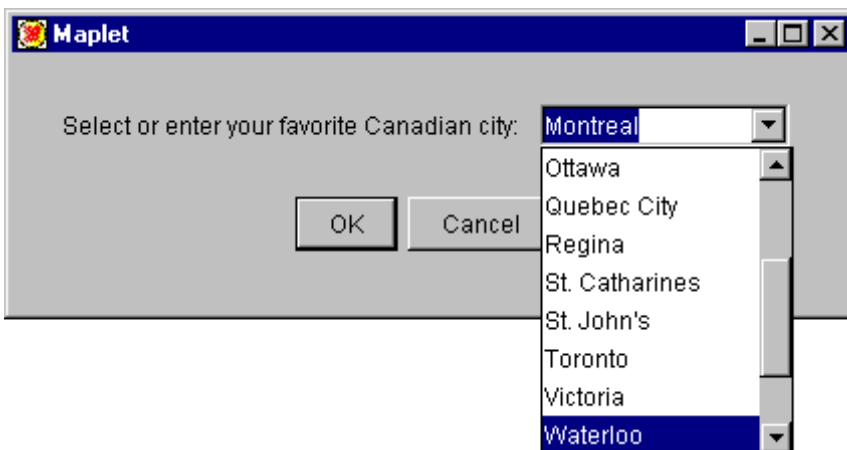 Maplet
Select or enter your favorite Canadian city: Montreal
Ottawa
Quebec City
Regina
St. Catharines
St. John's
Toronto
Victoria
Waterloo
OK Cancel